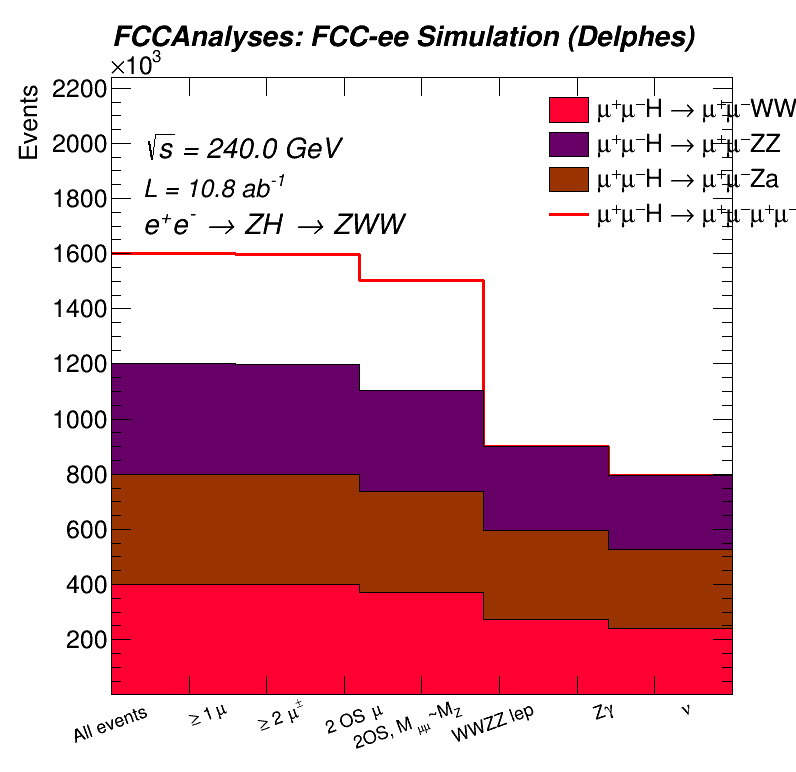 FCCAnalyses: FCC-ee Simulation (Delphes)
×10³
Events
2200
2000
1800
1600
1400
1200
1000
800
600
400
200
√s = 240.0 GeV
L = 10.8 ab⁻¹
e⁺e⁻ → ZH → ZWW
μ⁺μ⁻H → μ⁺μ⁻WW
μ⁺μ⁻H → μ⁺μ⁻ZZ
μ⁺μ⁻H → μ⁺μ⁻Za
μ⁺μ⁻H → μ⁺μ⁻μ⁺μ⁻
All events
≥ 1 μ
≥ 2 μ±
2 OS μ
2OS, M μμ~MZ
WWZZ lep
Zγ
ν